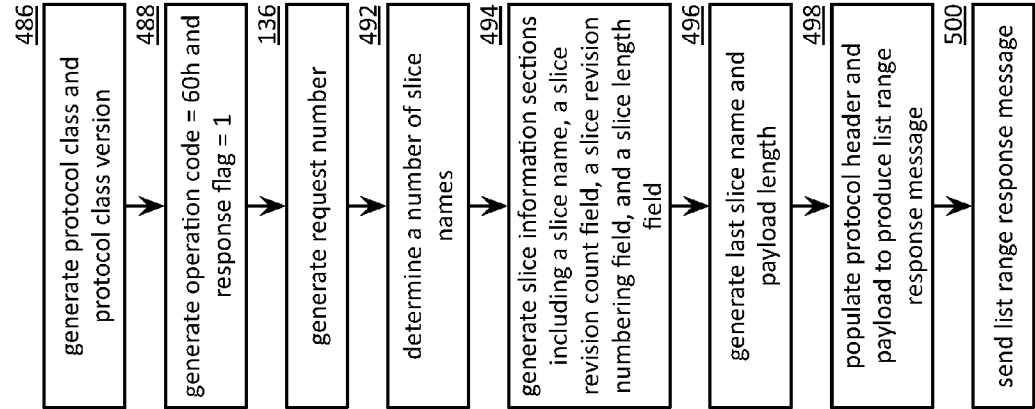 486
generate protocol class and
protocol class version
488
generate operation code = 60h and
response flag = 1
136
generate request number
492
determine a number of slice
names
494
generate slice information sections
including a slice name, a slice
revision count field, a slice revision
numbering field, and a slice length
field
496
generate last slice name and
payload length
498
populate protocol header and
payload to produce list range
response message
500
send list range response message